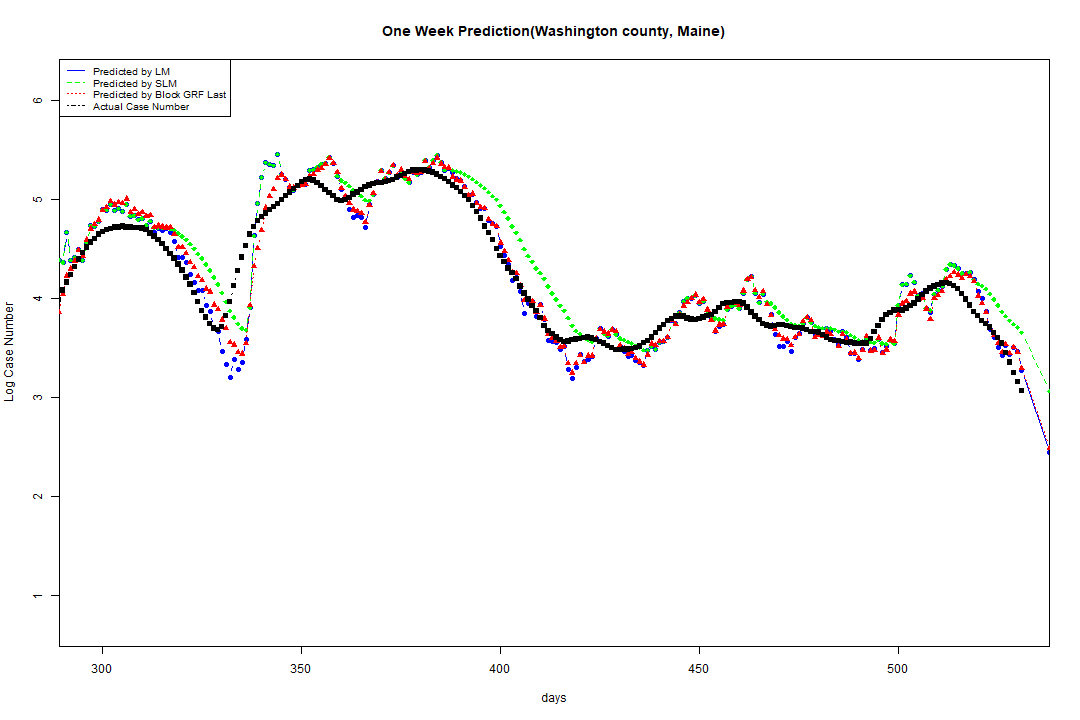 One Week Prediction(Washington county, Maine)
Predicted by LM
Predicted by SLM
Predicted by Block GRF Last
Actual Case Number
6
5
4
3
2
1
Log Case Number
300 350 400 450 500
days